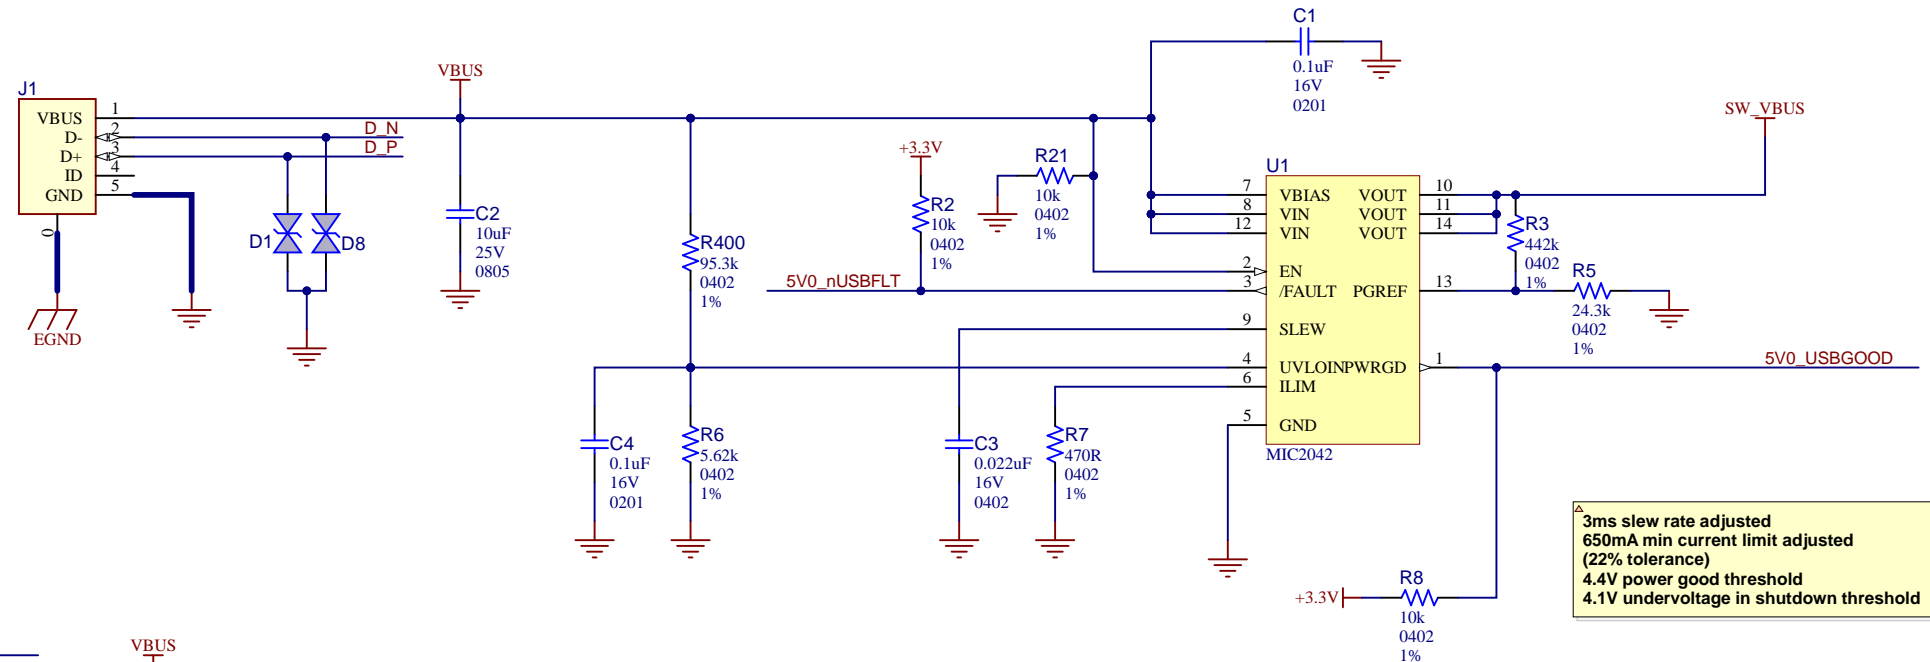 J1
VBUS
1
D-
2
D+
3
ID
4
GND
5
0
EGND
D_N
D_P
D1
D8
VBUS
C2
10uF
25V
0805
R400
95.3k
0402
1%
+3.3V
R2
10k
0402
1%
5V0_nUSBFLT
R21
10k
0402
1%
C1
0.1uF
16V
0201
C4
0.1uF
16V
0201
R6
5.62k
0402
1%
C3
0.022uF
16V
0402
R7
470R
0402
1%
U1
7 VBIAS VOUT 10
8 VIN VOUT 11
12 VIN VOUT 14
2 EN
3 /FAULT PGREF 13
9 SLEW
4 UVLOIN PWRGD 1
6 ILIM
5 GND
MIC2042
SW_VBUS
R3
442k
0402
1%
R5
24.3k
0402
1%
5V0_USBGOOD
+3.3V
R8
10k
0402
1%
3ms slew rate adjusted
650mA min current limit adjusted
(22% tolerance)
4.4V power good threshold
4.1V undervoltage in shutdown threshold
VBUS